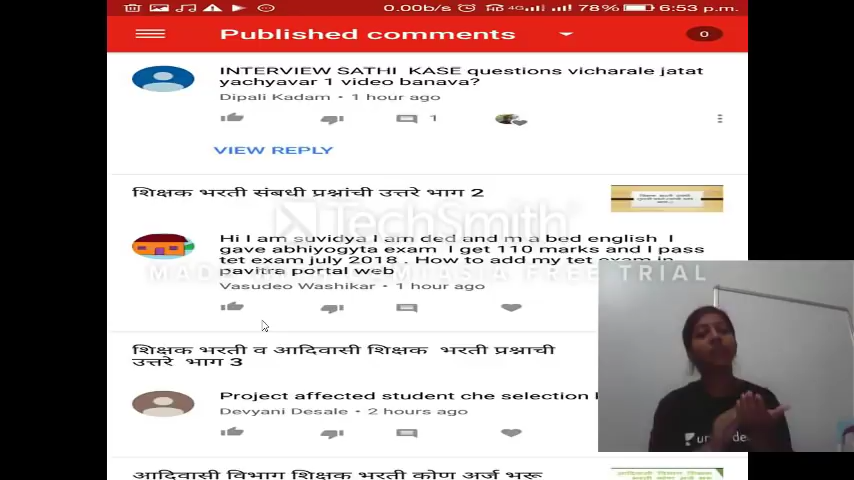 0.00b/s 4G 78% 6:53 p.m.
Published comments
0
INTERVIEW SATHI KASE questions vicharale jatat
yachyavar 1 video banava?
Dipali Kadam • 1 hour ago
1
VIEW REPLY
शिक्षक भरती संबधी प्रश्नांची उत्तरे भाग 2
TechSmith
Hi I am suvidya I am ded and m a bed english I
gave abhiyogyta exam I get 110 marks and I pass
tet exam july 2018 . How to add my tet exam in
pavitre portal web
MADE WITH CAMTASIA FREE TRIAL
Vasudeo Washikar • 1 hour ago
शिक्षक भरती व आदिवासी शिक्षक भरती प्रश्नाची
उत्तरे भाग 3
Project affected student che selection
Devyani Desale • 2 hours ago
आदिवासी विभाग शिक्षक भरती कोण अर्ज भरू